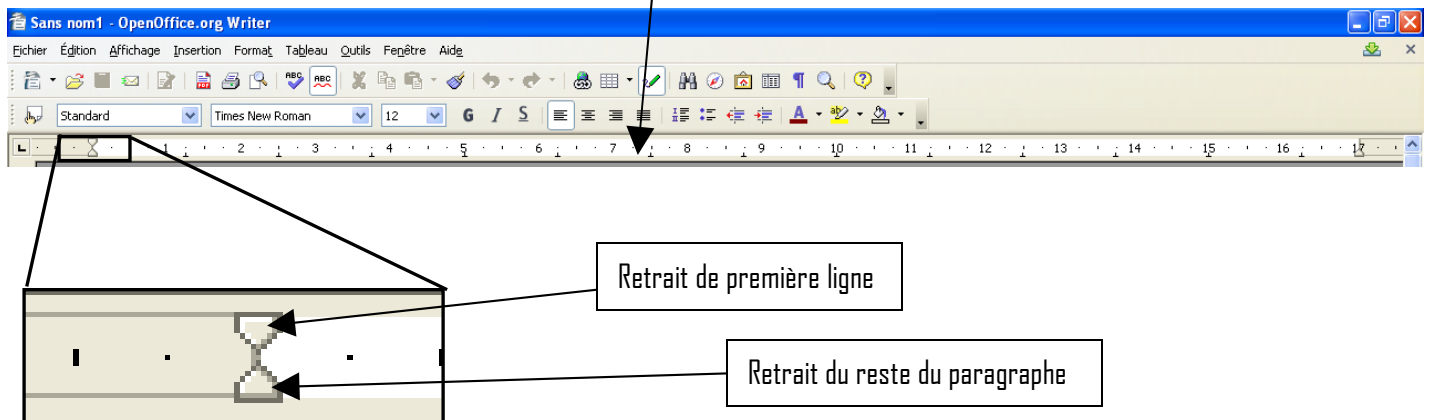 Sans nom1 - OpenOffice.org Writer
Fichier Édition Affichage Insertion Format Tableau Outils Fenêtre Aide
Standard Times New Roman 12 G I S
1 2 3 4 5 6 7 8 9 10 11 12 13 14 15 16 17
Retrait de première ligne
Retrait du reste du paragraphe